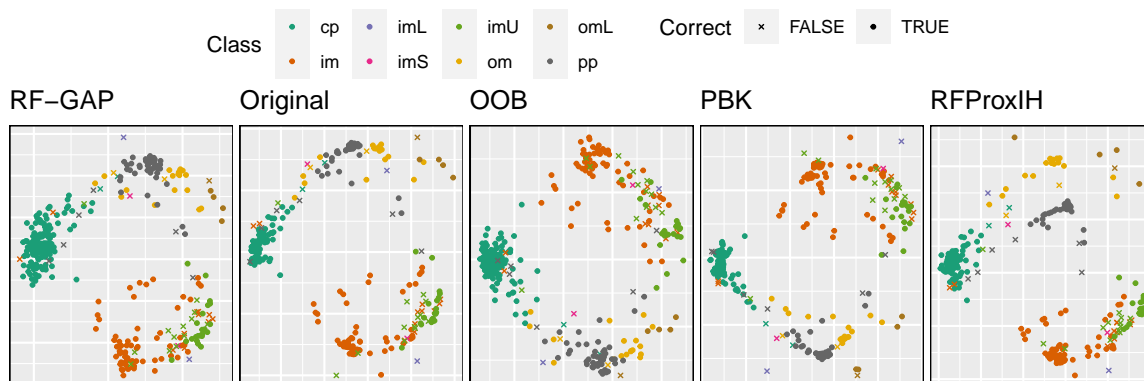 Class cp imL imU omL Correct FALSE TRUE
im imS om pp
RF−GAP Original OOB PBK RFProxIH